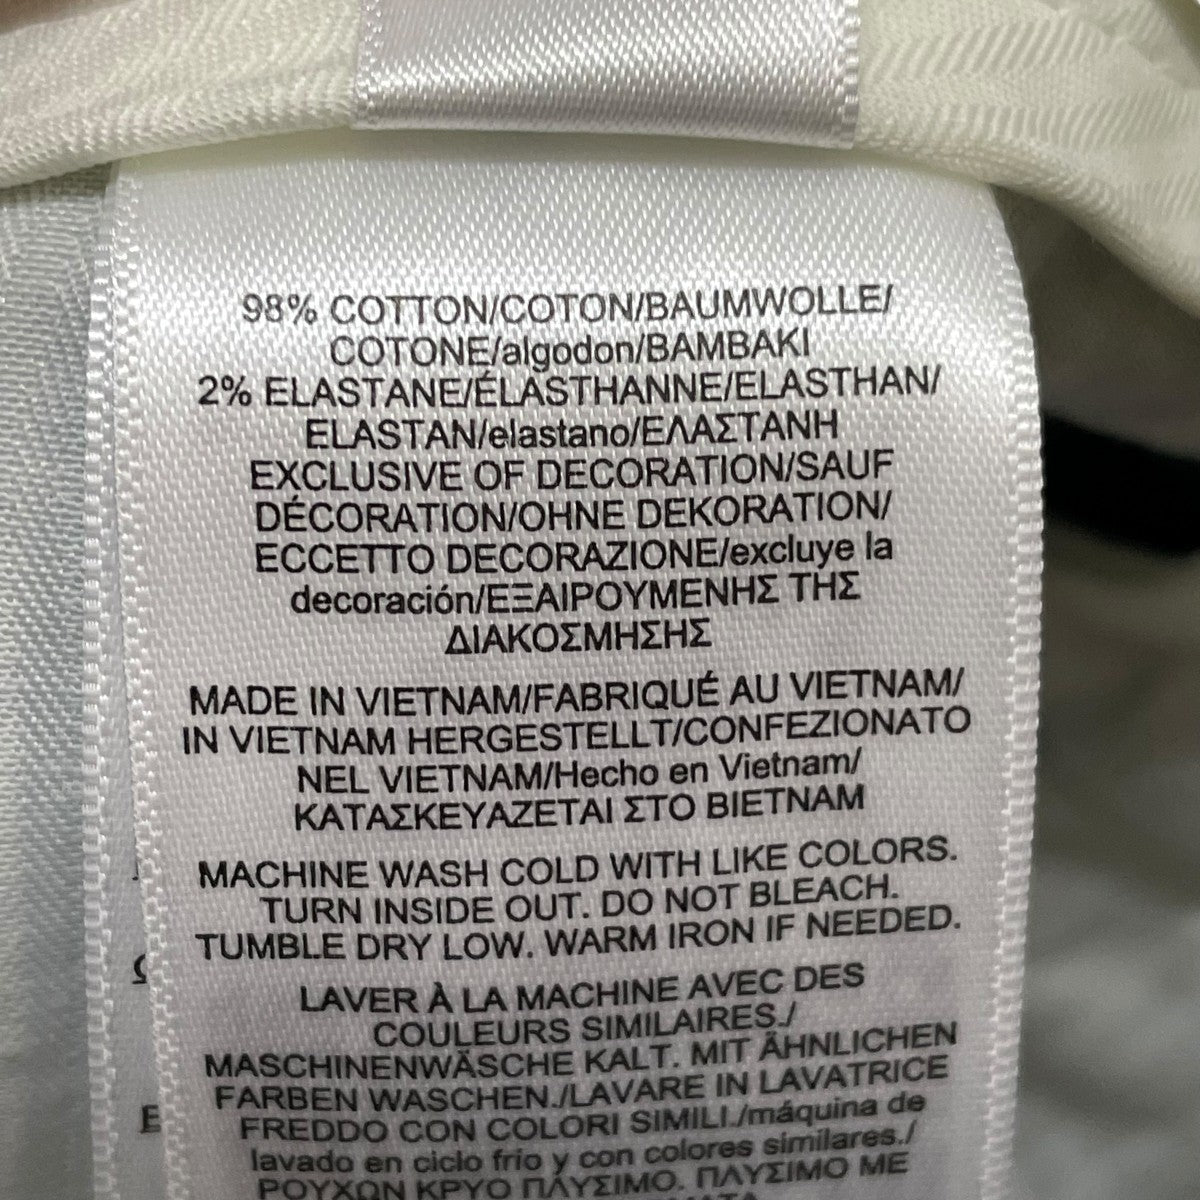 98% COTTON/COTON/BAUMWOLLE/
COTONE/algodon/BAMBAKI
2% ELASTANE/ÉLASTHANNE/ELASTHAN/
ELASTAN/elastano/ΕΛΑΣΤΑΝΗ
EXCLUSIVE OF DECORATION/SAUF
DÉCORATION/OHNE DEKORATION/
ECCETTO DECORAZIONE/excluye la
decoración/ΕΞΑΙΡΟΥΜΕΝΗΣ ΤΗΣ
ΔΙΑΚΟΣΜΗΣΗΣ
MADE IN VIETNAM/FABRIQUÉ AU VIETNAM/
IN VIETNAM HERGESTELLT/CONFEZIONATO
NEL VIETNAM/Hecho en Vietnam/
ΚΑΤΑΣΚΕΥΑΖΕΤΑΙ ΣΤΟ ΒΙΕΤΝΑΜ
MACHINE WASH COLD WITH LIKE COLORS.
TURN INSIDE OUT. DO NOT BLEACH.
TUMBLE DRY LOW. WARM IRON IF NEEDED.
LAVER À LA MACHINE AVEC DES
COULEURS SIMILAIRES./
MASCHINENWÄSCHE KALT. MIT ÄHNLICHEN
FARBEN WASCHEN./LAVARE IN LAVATRICE
FREDDO CON COLORI SIMILI./máquina de
lavado en ciclo frio y con colores similares./
ΡΟΥΧΩΝ ΚΡΥΟ ΠΛΥΣΙΜΟ. ΠΛΥΣΙΜΟ ΜΕ